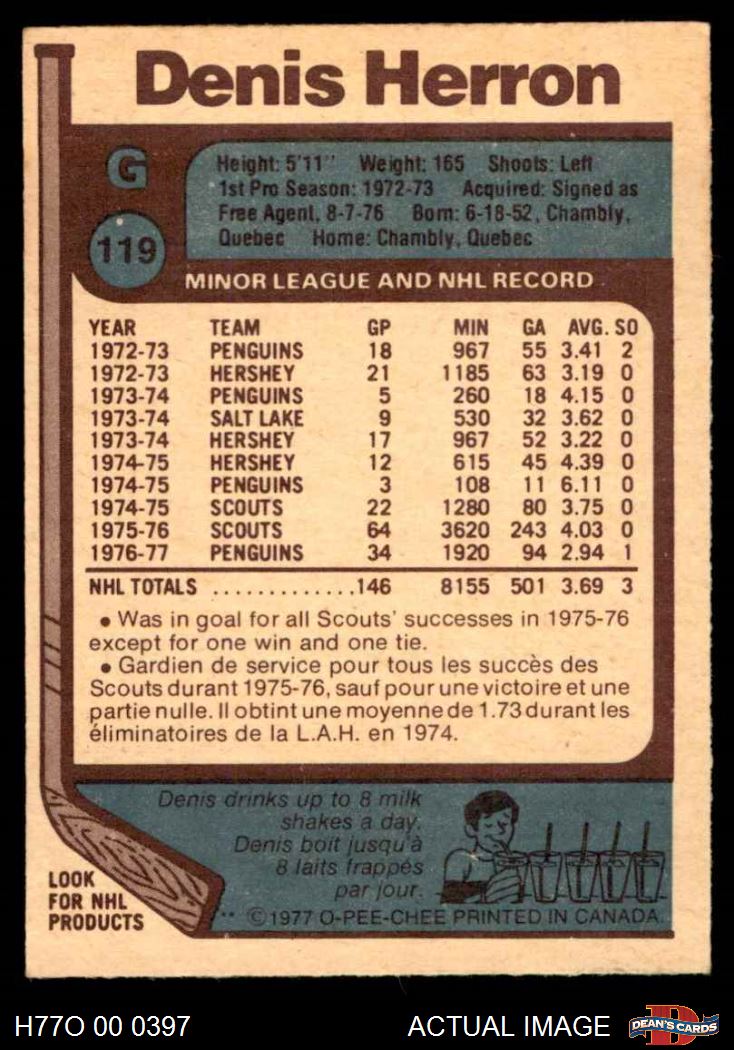 Denis Herron
G
119
Height: 5'11" Weight: 165 Shoots: Left
1st Pro Season: 1972-73 Acquired: Signed as
Free Agent, 8-7-76 Born: 6-18-52, Chambly,
Quebec Home: Chambly, Quebec
MINOR LEAGUE AND NHL RECORD
YEAR TEAM GP MIN GA AVG. SO
1972-73 PENGUINS 18 967 55 3.41 2
1972-73 HERSHEY 21 1185 63 3.19 0
1973-74 PENGUINS 5 260 18 4.15 0
1973-74 SALT LAKE 9 530 32 3.62 0
1973-74 HERSHEY 17 967 52 3.22 0
1974-75 HERSHEY 12 615 45 4.39 0
1974-75 PENGUINS 3 108 11 6.11 0
1974-75 SCOUTS 22 1280 80 3.75 0
1975-76 SCOUTS 64 3620 243 4.03 0
1976-77 PENGUINS 34 1920 94 2.94 1
NHL TOTALS .............146 8155 501 3.69 3
• Was in goal for all Scouts' successes in 1975-76
except for one win and one tie.
• Gardien de service pour tous les succès des
Scouts durant 1975-76, sauf pour une victoire et une
partie nulle. Il obtint une moyenne de 1.73 durant les
éliminatoires de la L.A.H. en 1974.
Denis drinks up to 8 milk
shakes a day.
Denis boit jusqu'à
8 laits frappés
par jour.
LOOK
FOR NHL
PRODUCTS
** © 1977 O-PEE-CHEE PRINTED IN CANADA.
H77O 00 0397
ACTUAL IMAGE
D
DEAN'S CARDS